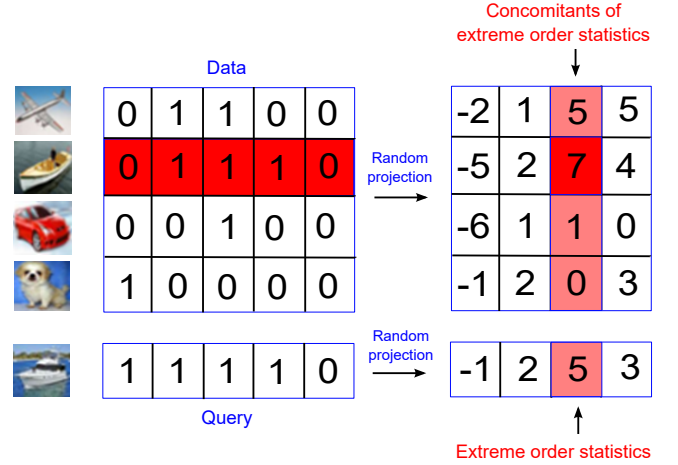 Concomitants of
extreme order statistics
Data
0 1 1 0 0
-2 1 5 5
0 1 1 1 0
Random
projection
-5 2 7 4
0 0 1 0 0
-6 1 1 0
1 0 0 0 0
-1 2 0 3
Random
projection
1 1 1 1 0
-1 2 5 3
Query
Extreme order statistics